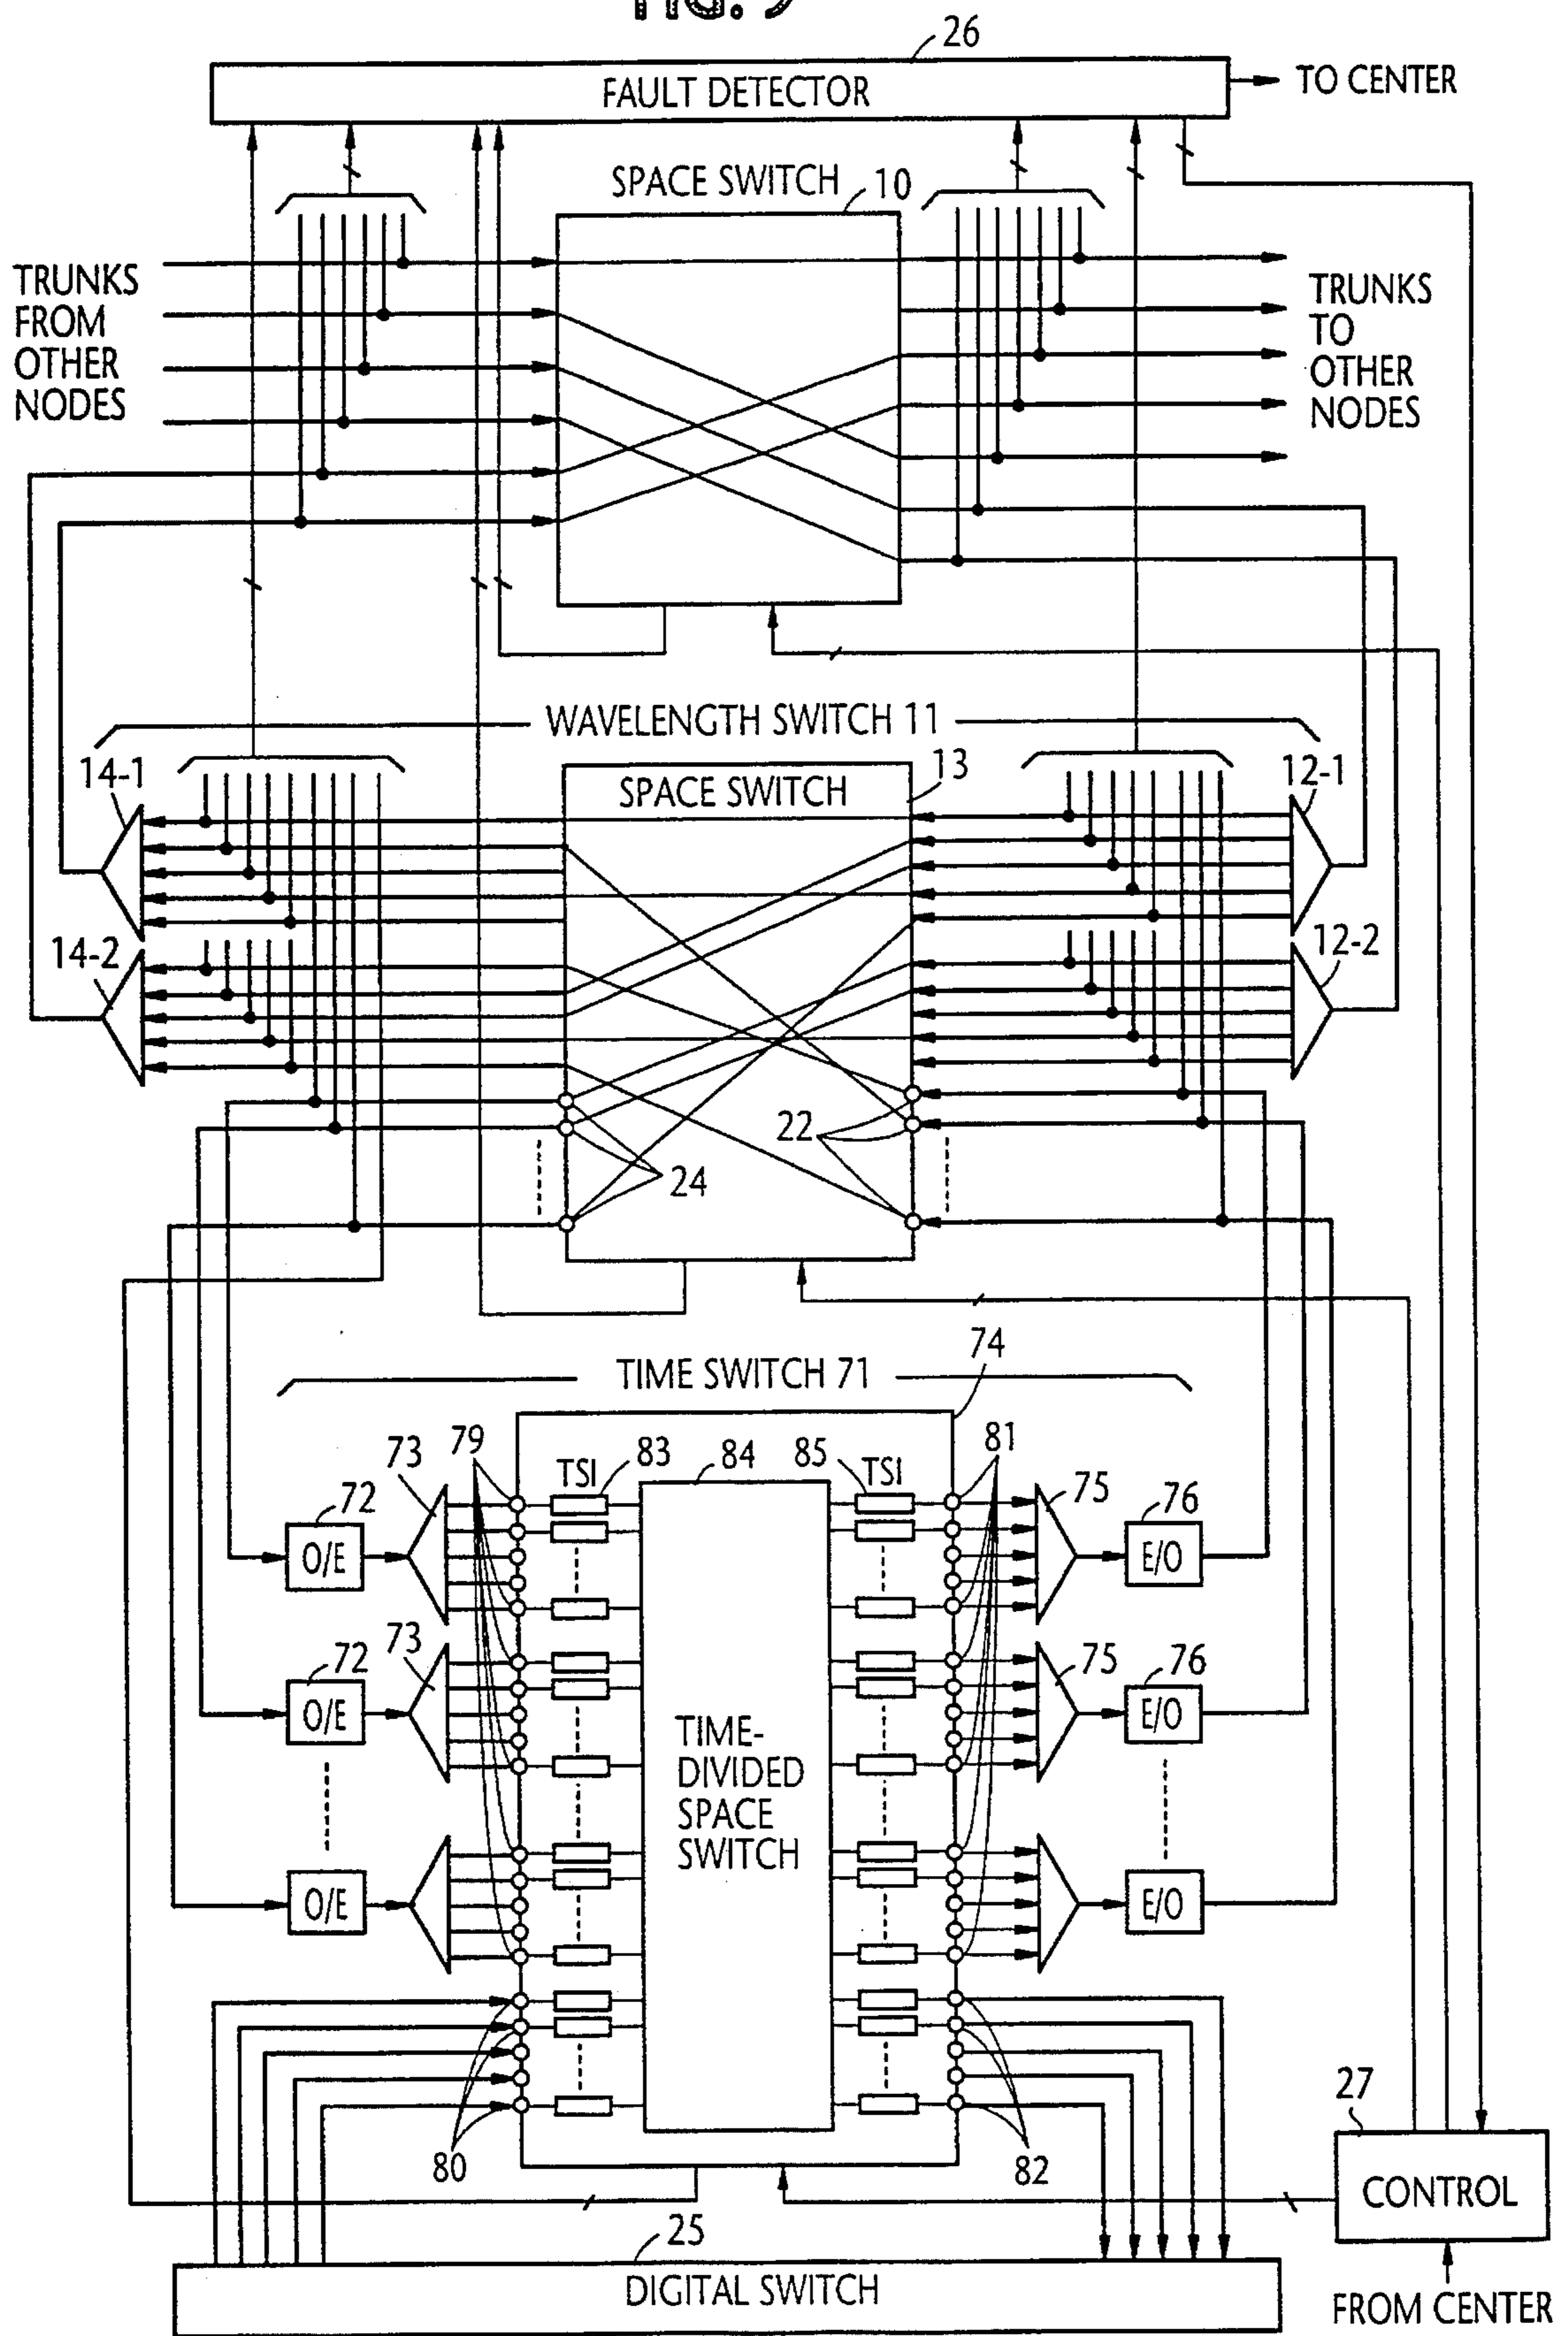 FIG. 9
26
FAULT DETECTOR
TO CENTER
SPACE SWITCH
10
TRUNKS
FROM
OTHER
NODES
TRUNKS
TO
OTHER
NODES
WAVELENGTH SWITCH 11
14-1
SPACE SWITCH
13
12-1
14-2
12-2
22
24
TIME SWITCH 71
74
73
79
TSI
83
84
85
TSI
81
75
72
O/E
76
E/O
73
72
O/E
75
76
E/O
TIME-
DIVIDED
SPACE
SWITCH
O/E
E/O
80
82
27
CONTROL
25
DIGITAL SWITCH
FROM CENTER